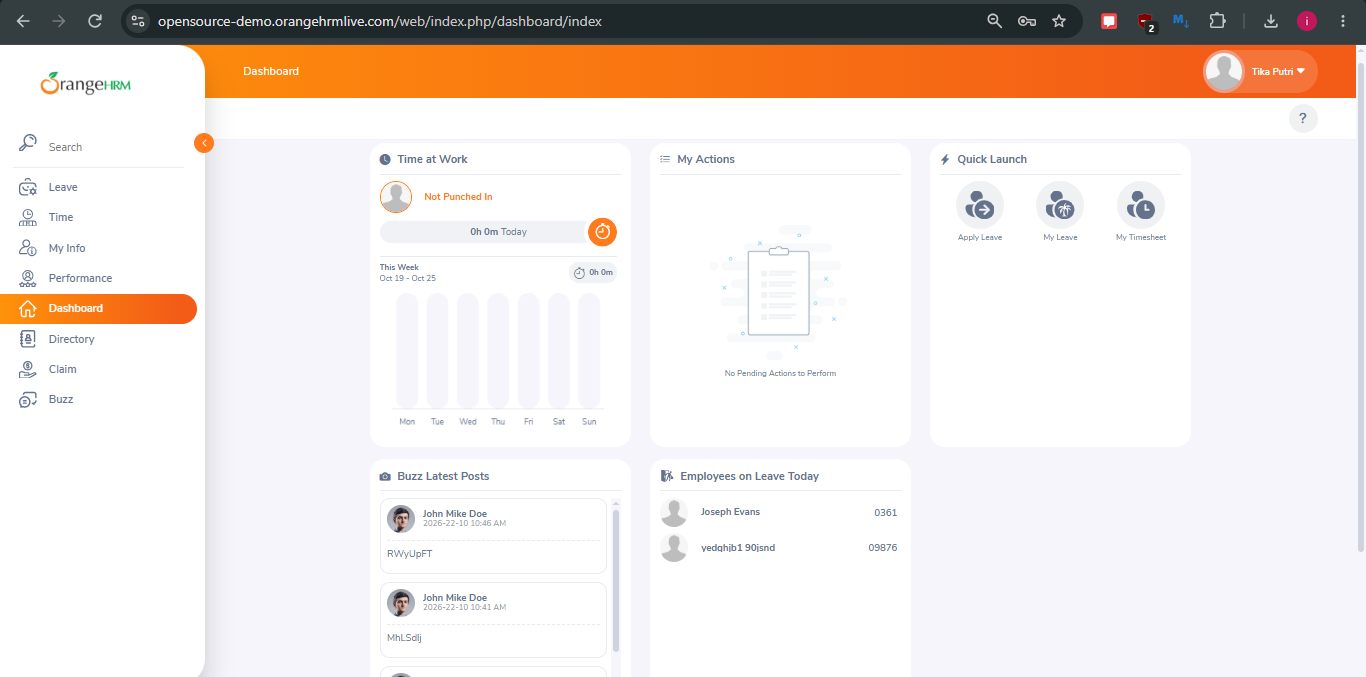 opensource-demo.orangehrmlive.com/web/index.php/dashboard/index
2
M↓
i
OrangeHRM
Dashboard
Tika Putri
?
Search
Leave
Time
My Info
Performance
Dashboard
Directory
Claim
Buzz
Time at Work
Not Punched In
0h 0m Today
This Week
Oct 19 - Oct 25
0h 0m
Mon Tue Wed Thu Fri Sat Sun
My Actions
No Pending Actions to Perform
Quick Launch
Apply Leave
My Leave
My Timesheet
Buzz Latest Posts
John Mike Doe
2026-22-10 10:46 AM
RWyUpFT
John Mike Doe
2026-22-10 10:41 AM
MhLSdlj
Employees on Leave Today
Joseph Evans 0361
yedghjb1 90jsnd 09876